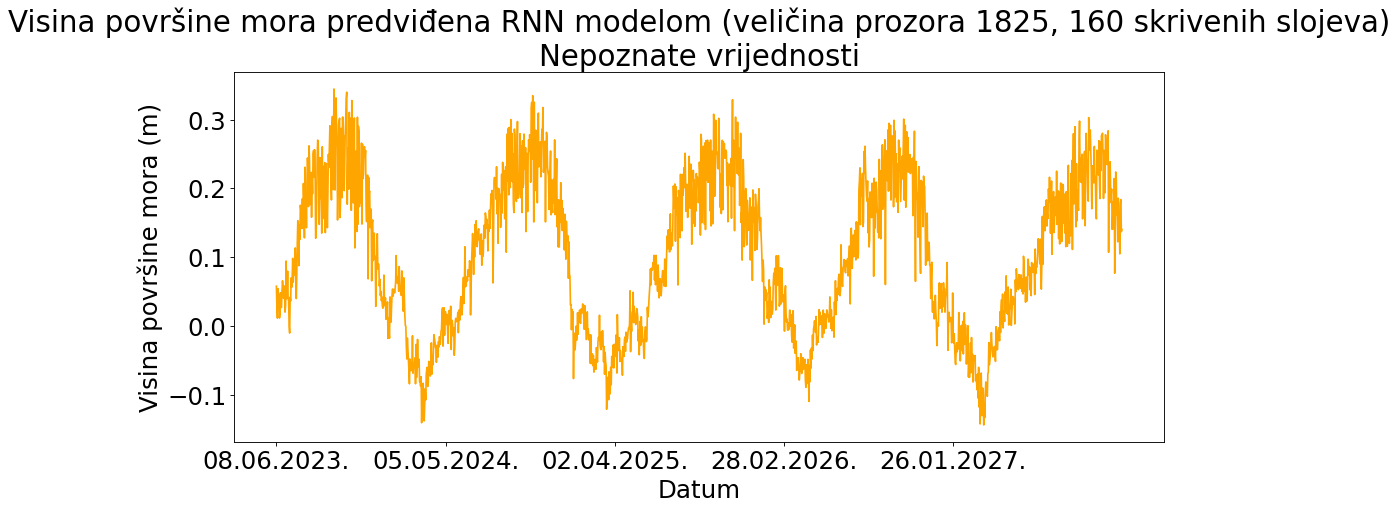 Visina površine mora predviđena RNN modelom (veličina prozora 1825, 160 skrivenih slojeva)
Nepoznate vrijednosti
Visina površine mora (m)
0.3
0.2
0.1
0.0
−0.1
08.06.2023. 05.05.2024. 02.04.2025. 28.02.2026. 26.01.2027.
Datum